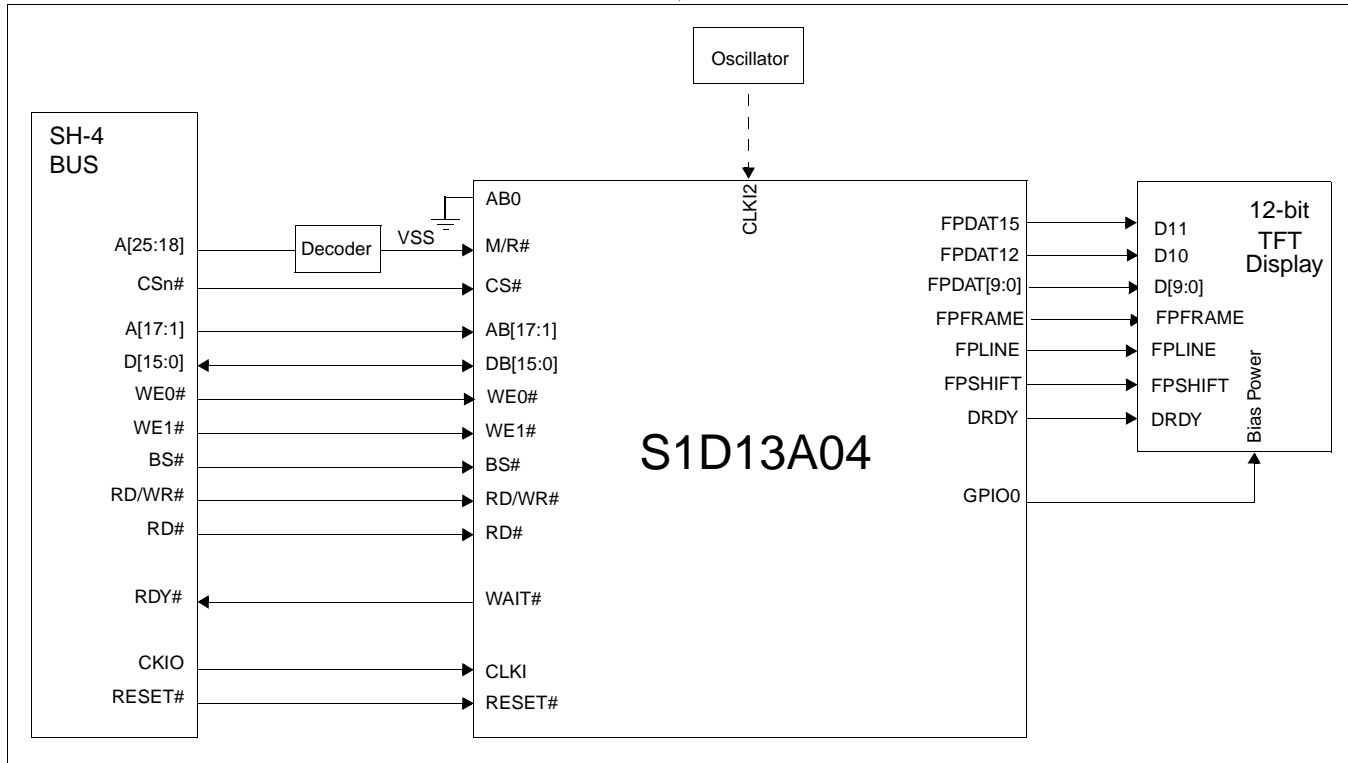 Oscillator
SH-4
BUS
A[25:18]
CSn#
A[17:1]
D[15:0]
WE0#
WE1#
BS#
RD/WR#
RD#
RDY#
CKIO
RESET#
Decoder
VSS
AB0
M/R#
CS#
AB[17:1]
DB[15:0]
WE0#
WE1#
BS#
RD/WR#
RD#
WAIT#
CLKI
RESET#
CLKI2
S1D13A04
FPDAT15
FPDAT12
FPDAT[9:0]
FPFRAME
FPLINE
FPSHIFT
DRDY
GPIO0
12-bit
TFT
Display
D11
D10
D[9:0]
FPFRAME
FPLINE
FPSHIFT
DRDY
Bias Power